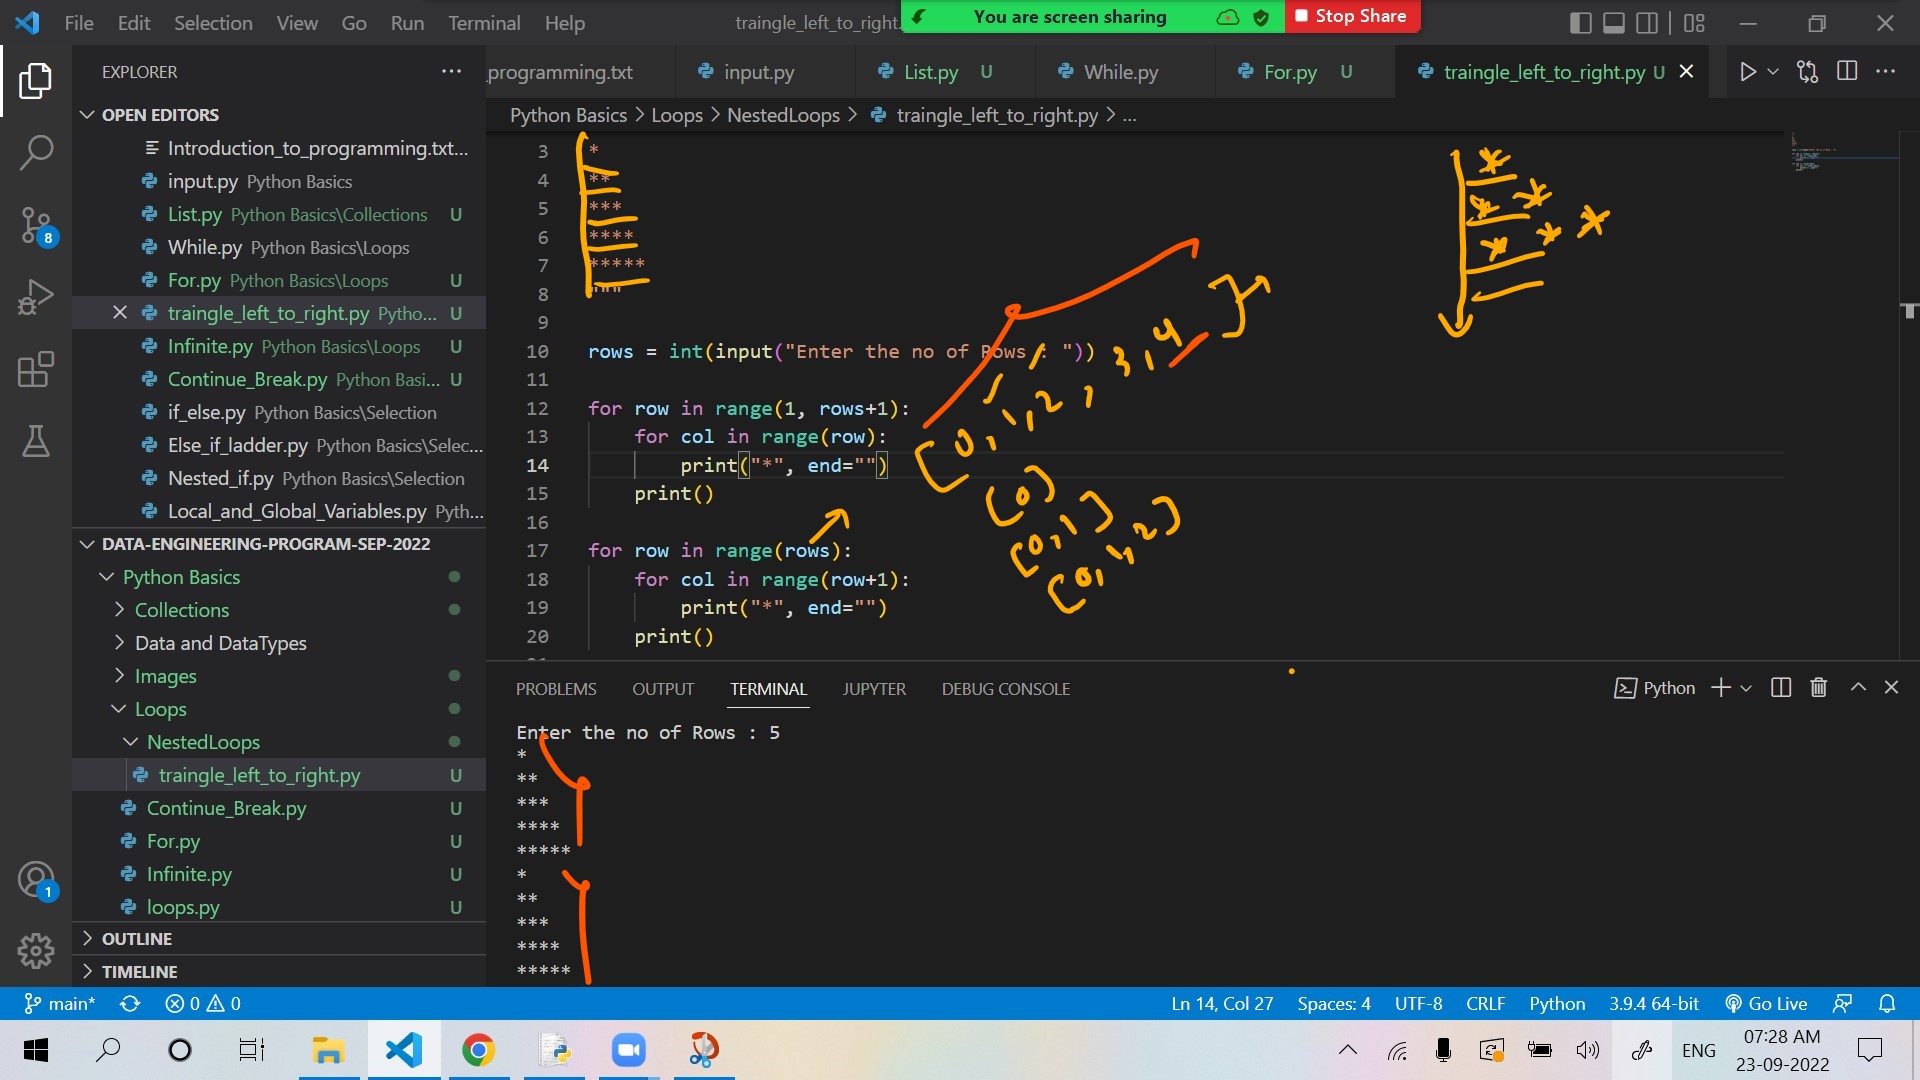 File Edit Selection View Go Run Terminal Help
traingle_left_to_right.
You are screen sharing
Stop Share
EXPLORER
OPEN EDITORS
Introduction_to_programming.txt...
input.py Python Basics
List.py Python Basics\Collections U
While.py Python Basics\Loops
For.py Python Basics\Loops U
traingle_left_to_right.py Pytho... U
Infinite.py Python Basics\Loops U
Continue_Break.py Python Basi... U
if_else.py Python Basics\Selection
Else_if_ladder.py Python Basics\Selec...
Nested_if.py Python Basics\Selection
Local_and_Global_Variables.py Pyth...
DATA-ENGINEERING-PROGRAM-SEP-2022
Python Basics
Collections
Data and DataTypes
Images
Loops
NestedLoops
traingle_left_to_right.py U
Continue_Break.py U
For.py U
Infinite.py U
loops.py U
OUTLINE
TIMELINE
programming.txt input.py List.py U While.py For.py U traingle_left_to_right.py U
Python Basics > Loops > NestedLoops > traingle_left_to_right.py > ...
3 *
4 **
5 ***
6 ****
7 *****
8 """
9
10 rows = int(input("Enter the no of Rows : "))
11
12 for row in range(1, rows+1):
13 for col in range(row):
14 print("*", end="")
15 print()
16
17 for row in range(rows):
18 for col in range(row+1):
19 print("*", end="")
20 print()
[0, 1, 2, 3, 4]
[0]
[0, 1]
[0, 1, 2]
*
* *
* * *
PROBLEMS OUTPUT TERMINAL JUPYTER DEBUG CONSOLE
Python
Enter the no of Rows : 5
*
**
***
****
*****
*
**
***
****
*****
8
1
main* 0 0 Ln 14, Col 27 Spaces: 4 UTF-8 CRLF Python 3.9.4 64-bit Go Live
ENG
07:28 AM
23-09-2022